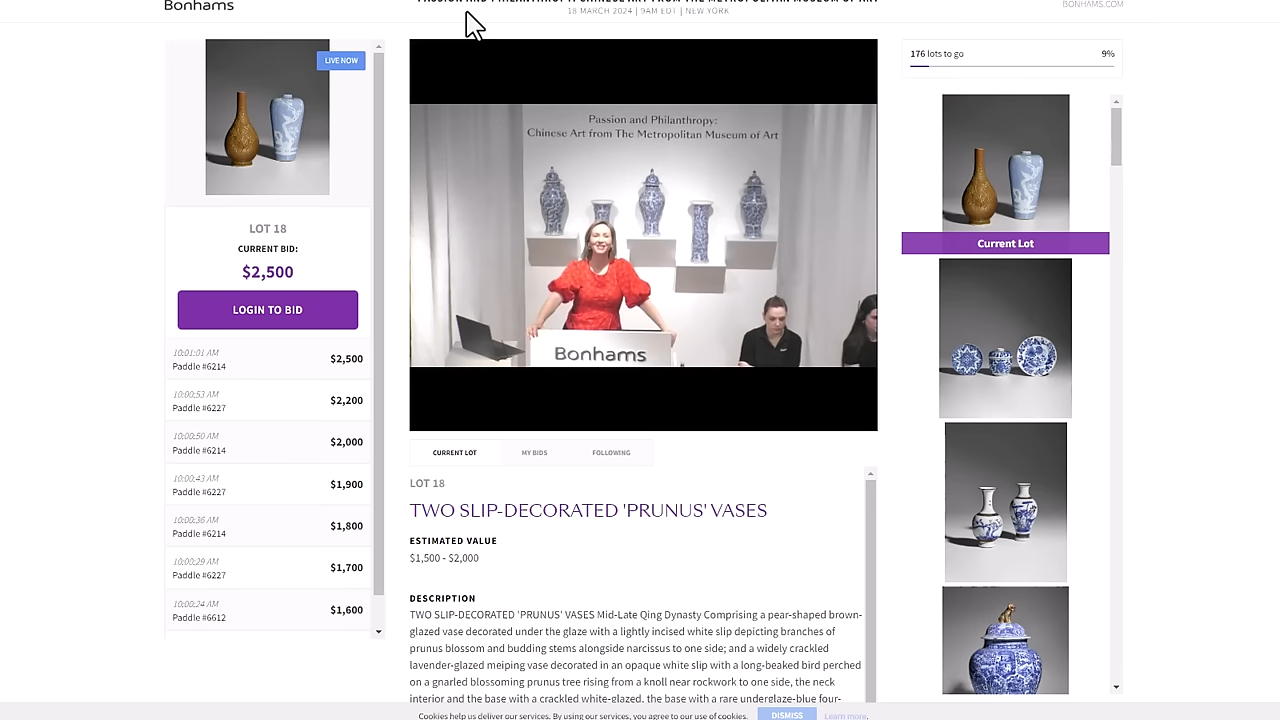 Bonhams
PASSION AND PHILANTHROPY: CHINESE ART FROM THE METROPOLITAN MUSEUM OF ART
18 MARCH 2024 | 9AM EDT | NEW YORK
BONHAMS.COM
LIVE NOW
LOT 18
CURRENT BID:
$2,500
LOGIN TO BID
10:01:01 AM
Paddle #6214
$2,500
10:00:53 AM
Paddle #6227
$2,200
10:00:50 AM
Paddle #6214
$2,000
10:00:43 AM
Paddle #6227
$1,900
10:00:36 AM
Paddle #6214
$1,800
10:00:29 AM
Paddle #6227
$1,700
10:00:24 AM
Paddle #6612
$1,600
Passion and Philanthropy:
Chinese Art from The Metropolitan Museum of Art
Bonhams
CURRENT LOT
MY BIDS
FOLLOWING
LOT 18
TWO SLIP-DECORATED 'PRUNUS' VASES
ESTIMATED VALUE
$1,500 - $2,000
DESCRIPTION
TWO SLIP-DECORATED 'PRUNUS' VASES Mid-Late Qing Dynasty Comprising a pear-shaped brown-
glazed vase decorated under the glaze with a lightly incised white slip depicting branches of
prunus blossom and budding stems alongside narcissus to one side; and a widely crackled
lavender-glazed meiping vase decorated in an opaque white slip with a long-beaked bird perched
on a gnarled blossoming prunus tree rising from a knoll near rockwork to one side, the neck
interior and the base with a crackled white-glazed, the base with a rare underglaze-blue four-
176 lots to go
9%
Current Lot
Cookies help us deliver our services. By using our services, you agree to our use of cookies.
DISMISS
Learn more.